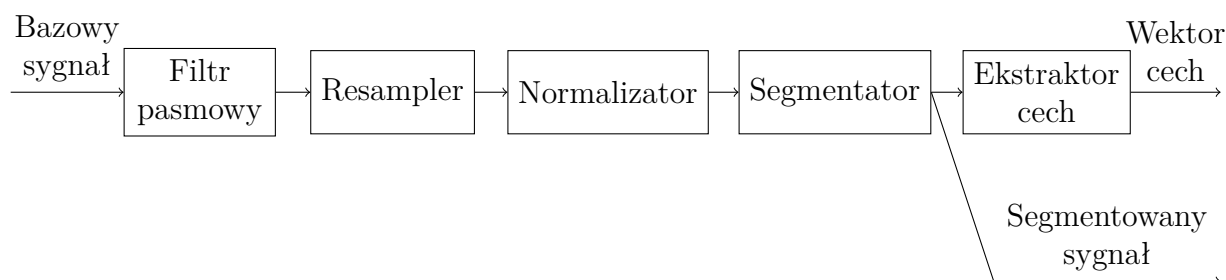 Bazowy
sygnał
Filtr
pasmowy
Resampler
Normalizator
Segmentator
Ekstraktor
cech
Wektor
cech
Segmentowany
sygnał